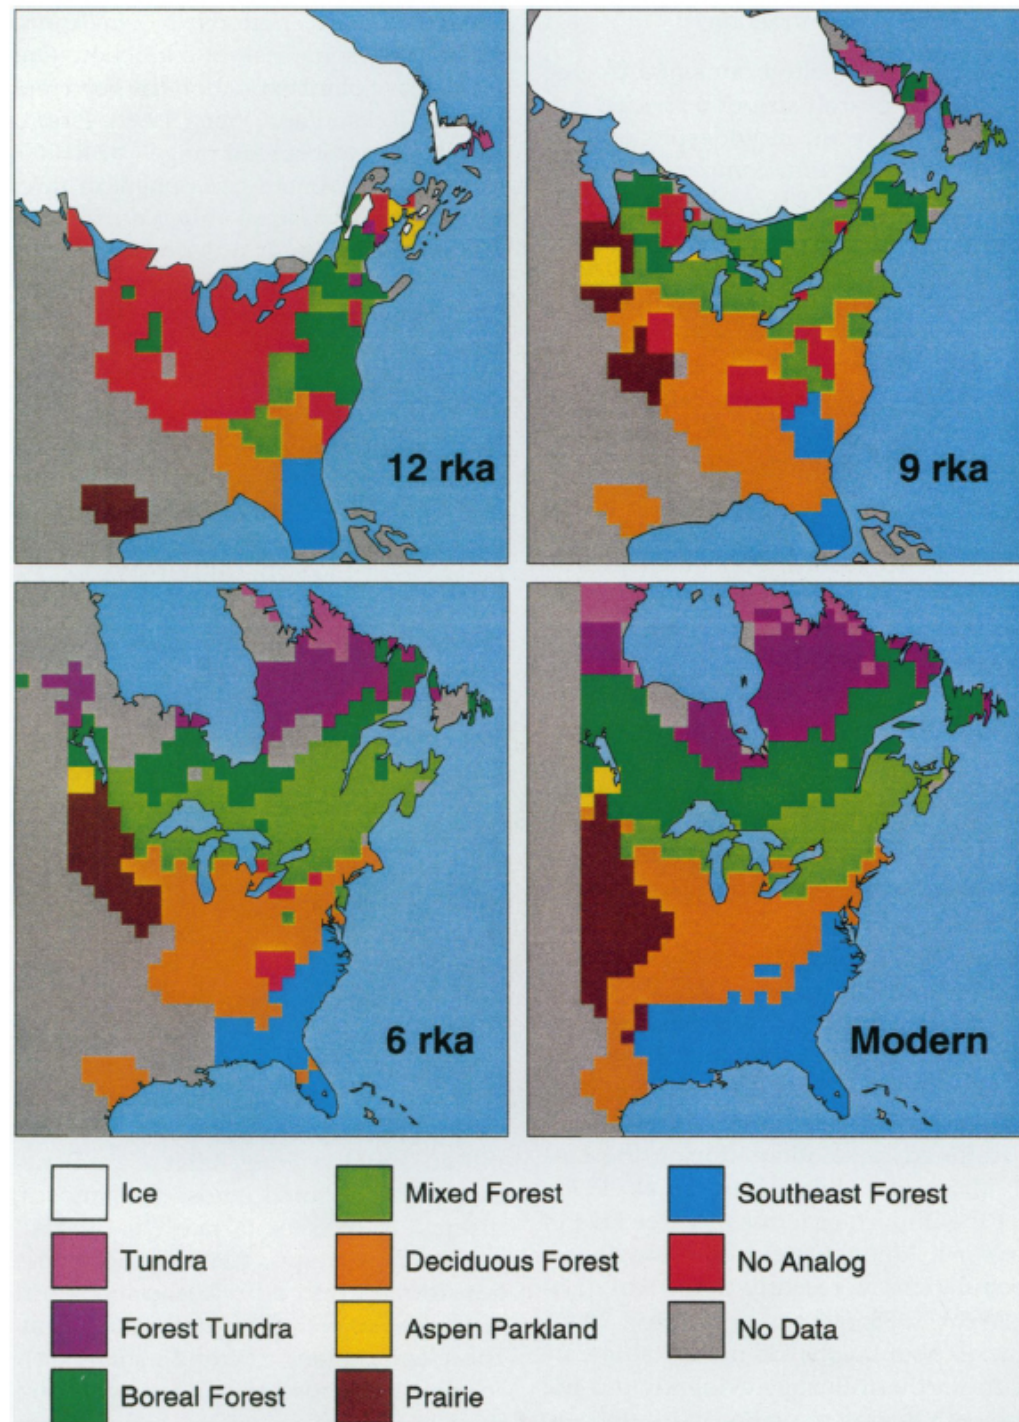 12 rka
9 rka
6 rka
Modern
Ice
Mixed Forest
Southeast Forest
Tundra
Deciduous Forest
No Analog
Forest Tundra
Aspen Parkland
No Data
Boreal Forest
Prairie